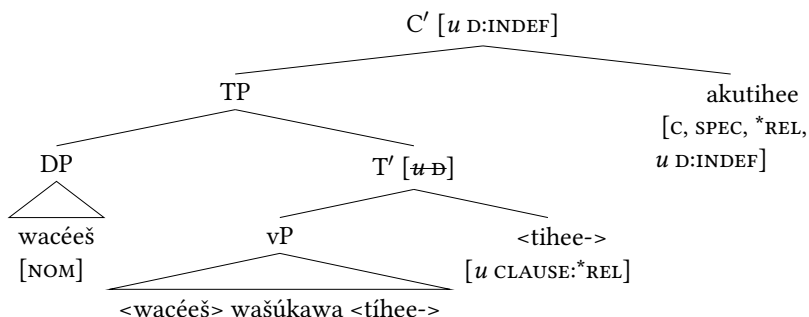 C′ [u D:INDEF]
TP akutihee
[C, SPEC, *REL,
DP T′ [u D] u D:INDEF]
wacéeš vP <tihee->
[NOM] [u CLAUSE:*REL]
<wacéeš> wašúkawa <tíhee->